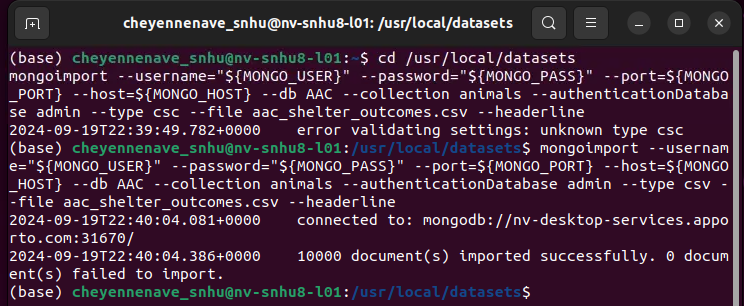 cheyennenave_snhu@nv-snhu8-l01: /usr/local/datasets
(base) cheyennenave_snhu@nv-snhu8-l01:~$ cd /usr/local/datasets
mongoimport --username="${MONGO_USER}" --password="${MONGO_PASS}" --port=${MONGO
_PORT} --host=${MONGO_HOST} --db AAC --collection animals --authenticationDataba
se admin --type csc --file aac_shelter_outcomes.csv --headerline
2024-09-19T22:39:49.782+0000    error validating settings: unknown type csc
(base) cheyennenave_snhu@nv-snhu8-l01:/usr/local/datasets$ mongoimport --usernam
e="${MONGO_USER}" --password="${MONGO_PASS}" --port=${MONGO_PORT} --host=${MONGO
_HOST} --db AAC --collection animals --authenticationDatabase admin --type csv -
-file aac_shelter_outcomes.csv --headerline
2024-09-19T22:40:04.081+0000    connected to: mongodb://nv-desktop-services.appo
rto.com:31670/
2024-09-19T22:40:04.386+0000    10000 document(s) imported successfully. 0 docum
ent(s) failed to import.
(base) cheyennenave_snhu@nv-snhu8-l01:/usr/local/datasets$